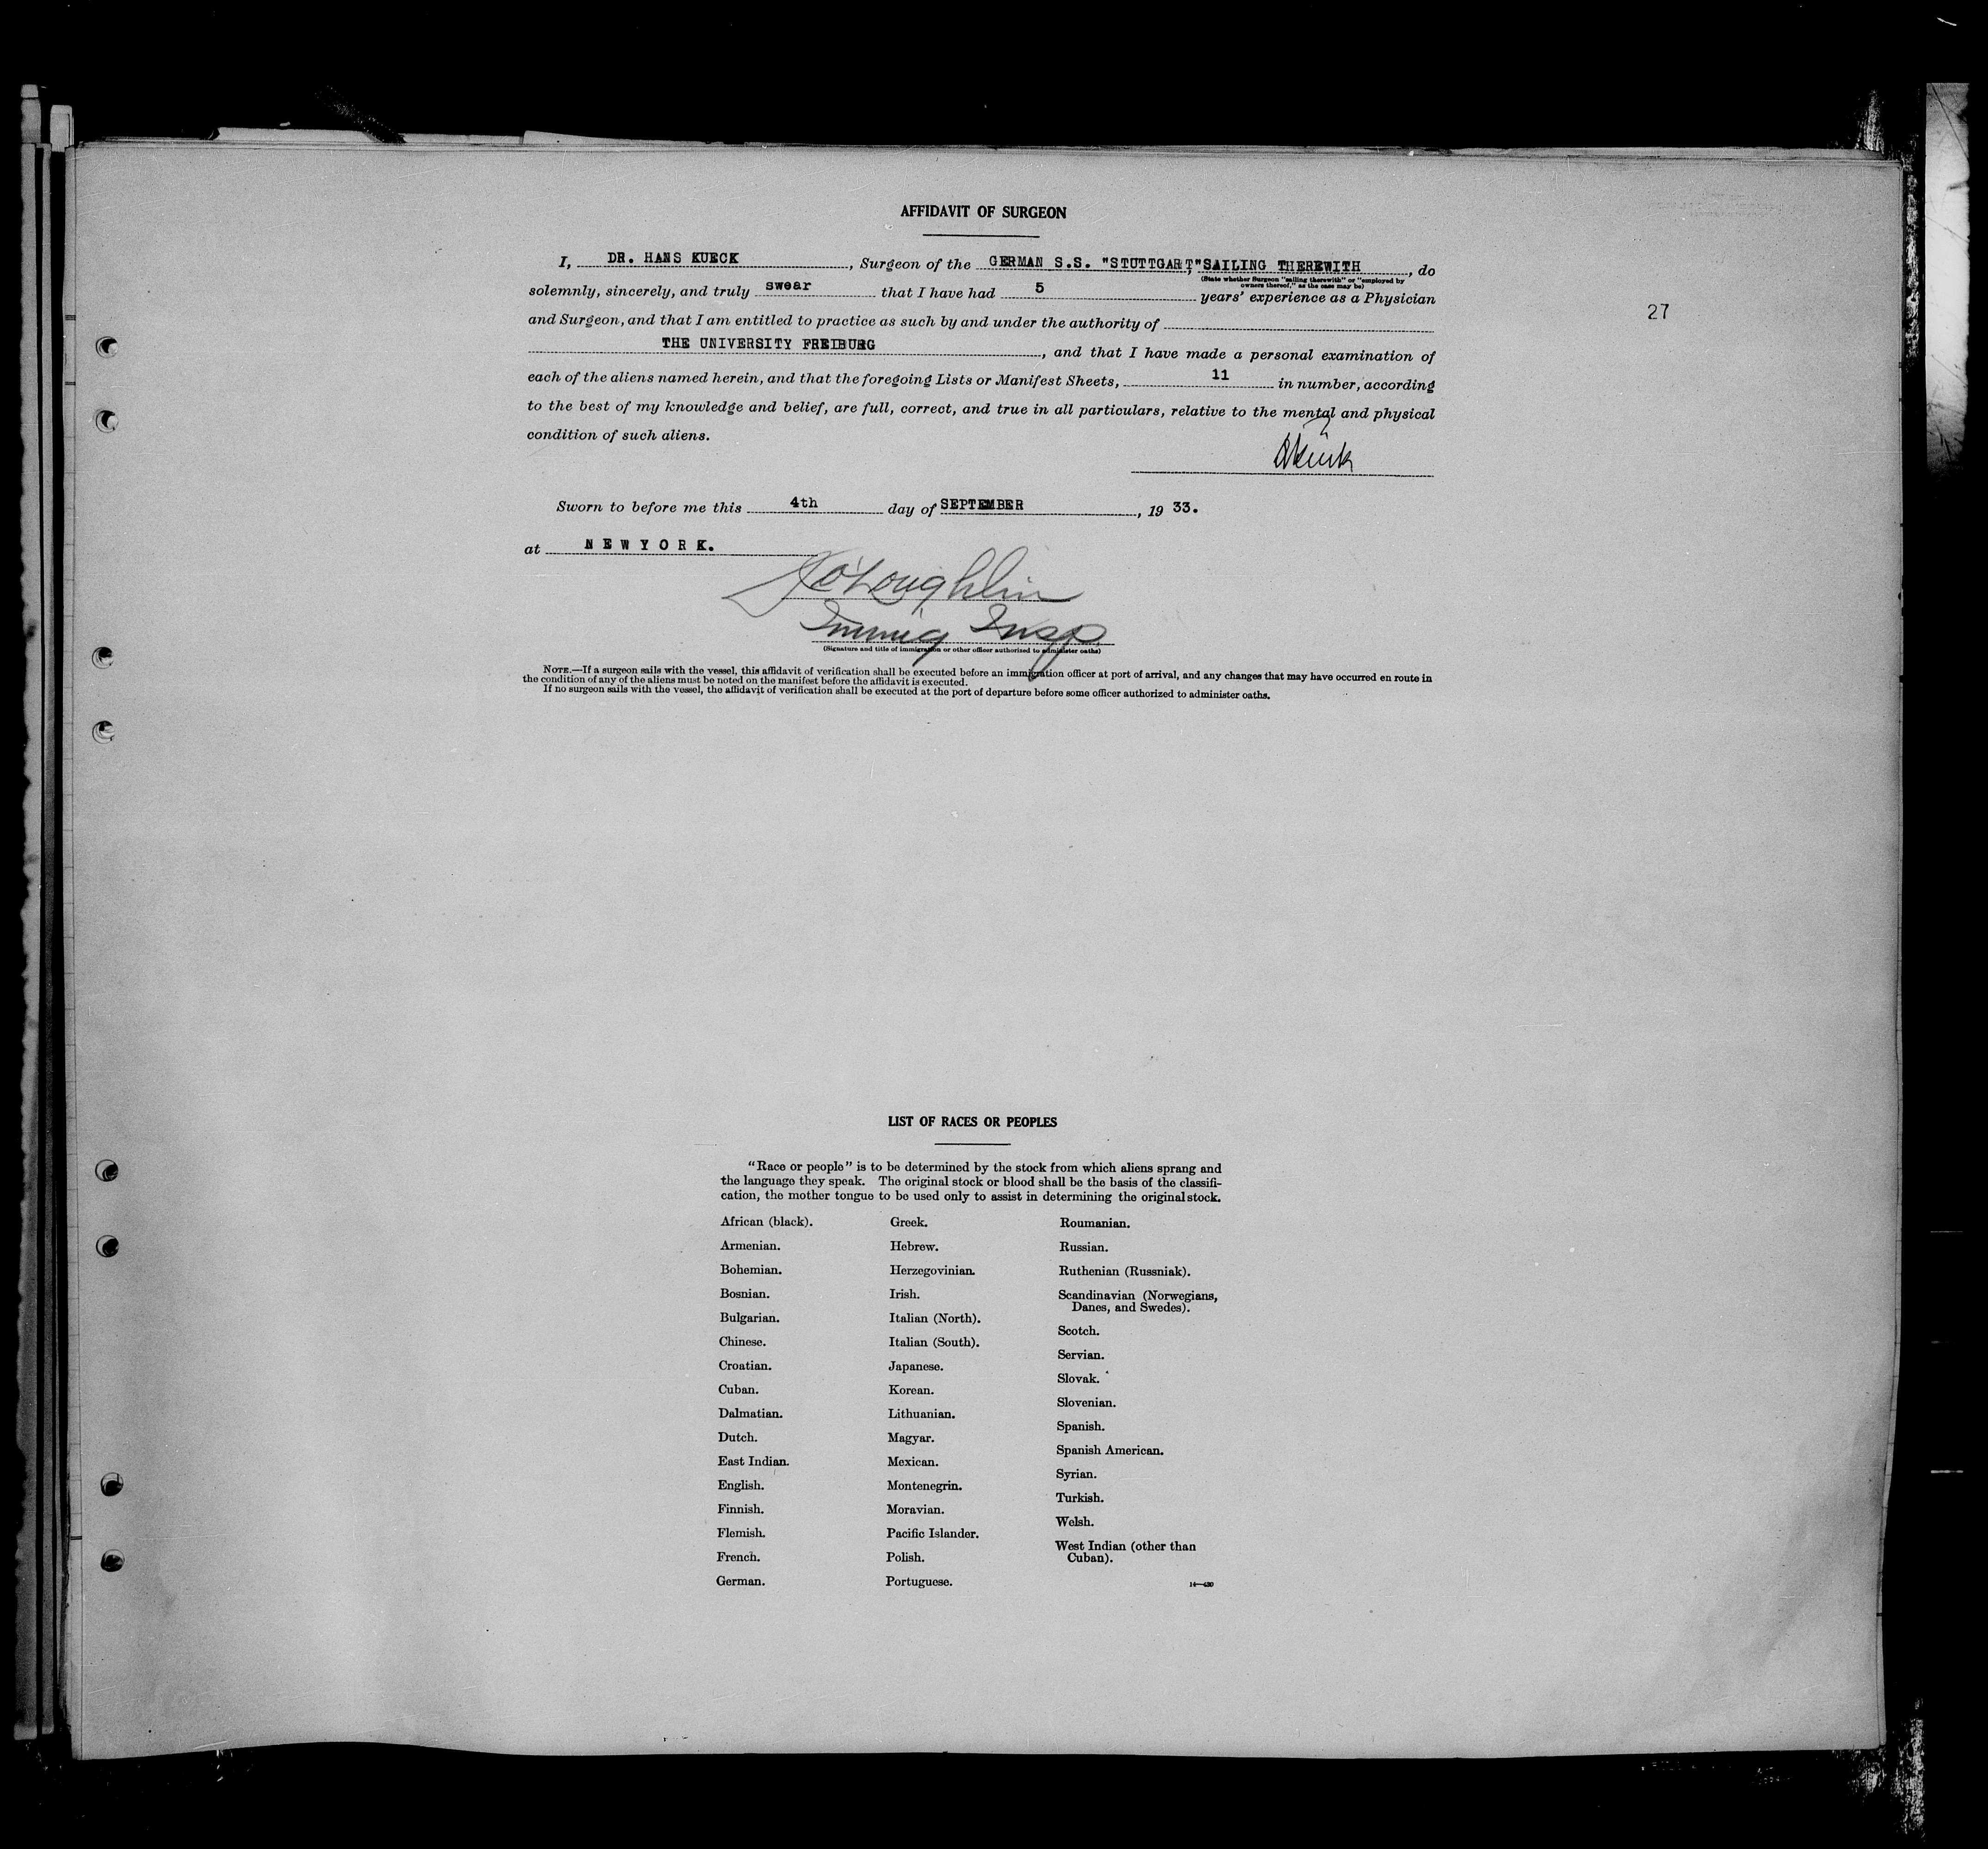 AFFIDAVIT OF SURGEON
I, DR. HANS KUECK, Surgeon of the GERMAN S.S. "STUTTGART," SAILING THEREWITH, do
(State whether Surgeon "sailing therewith" or "employed by
owners thereof," as the case may be)
solemnly, sincerely, and truly swear that I have had 5 years' experience as a Physician
and Surgeon, and that I am entitled to practice as such by and under the authority of
THE UNIVERSITY FREIBURG, and that I have made a personal examination of
each of the aliens named herein, and that the foregoing Lists or Manifest Sheets, 11 in number, according
to the best of my knowledge and belief, are full, correct, and true in all particulars, relative to the mental and physical
condition of such aliens.
27
Sworn to before me this 4th day of SEPTEMBER, 19 33.
at NEW YORK.
O'Loughlin
Immig Insp
(Signature and title of immigration or other officer authorized to administer oaths)
NOTE.—If a surgeon sails with the vessel, this affidavit of verification shall be executed before an immigration officer at port of arrival, and any changes that may have occurred en route in
the condition of any of the aliens must be noted on the manifest before the affidavit is executed.
If no surgeon sails with the vessel, the affidavit of verification shall be executed at the port of departure before some officer authorized to administer oaths.
LIST OF RACES OR PEOPLES
"Race or people" is to be determined by the stock from which aliens sprang and
the language they speak. The original stock or blood shall be the basis of the classifi-
cation, the mother tongue to be used only to assist in determining the original stock.
African (black).
Armenian.
Bohemian.
Bosnian.
Bulgarian.
Chinese.
Croatian.
Cuban.
Dalmatian.
Dutch.
East Indian.
English.
Finnish.
Flemish.
French.
German.
Greek.
Hebrew.
Herzegovinian.
Irish.
Italian (North).
Italian (South).
Japanese.
Korean.
Lithuanian.
Magyar.
Mexican.
Montenegrin.
Moravian.
Pacific Islander.
Polish.
Portuguese.
Roumanian.
Russian.
Ruthenian (Russniak).
Scandinavian (Norwegians,
Danes, and Swedes).
Scotch.
Servian.
Slovak.
Slovenian.
Spanish.
Spanish American.
Syrian.
Turkish.
Welsh.
West Indian (other than
Cuban).